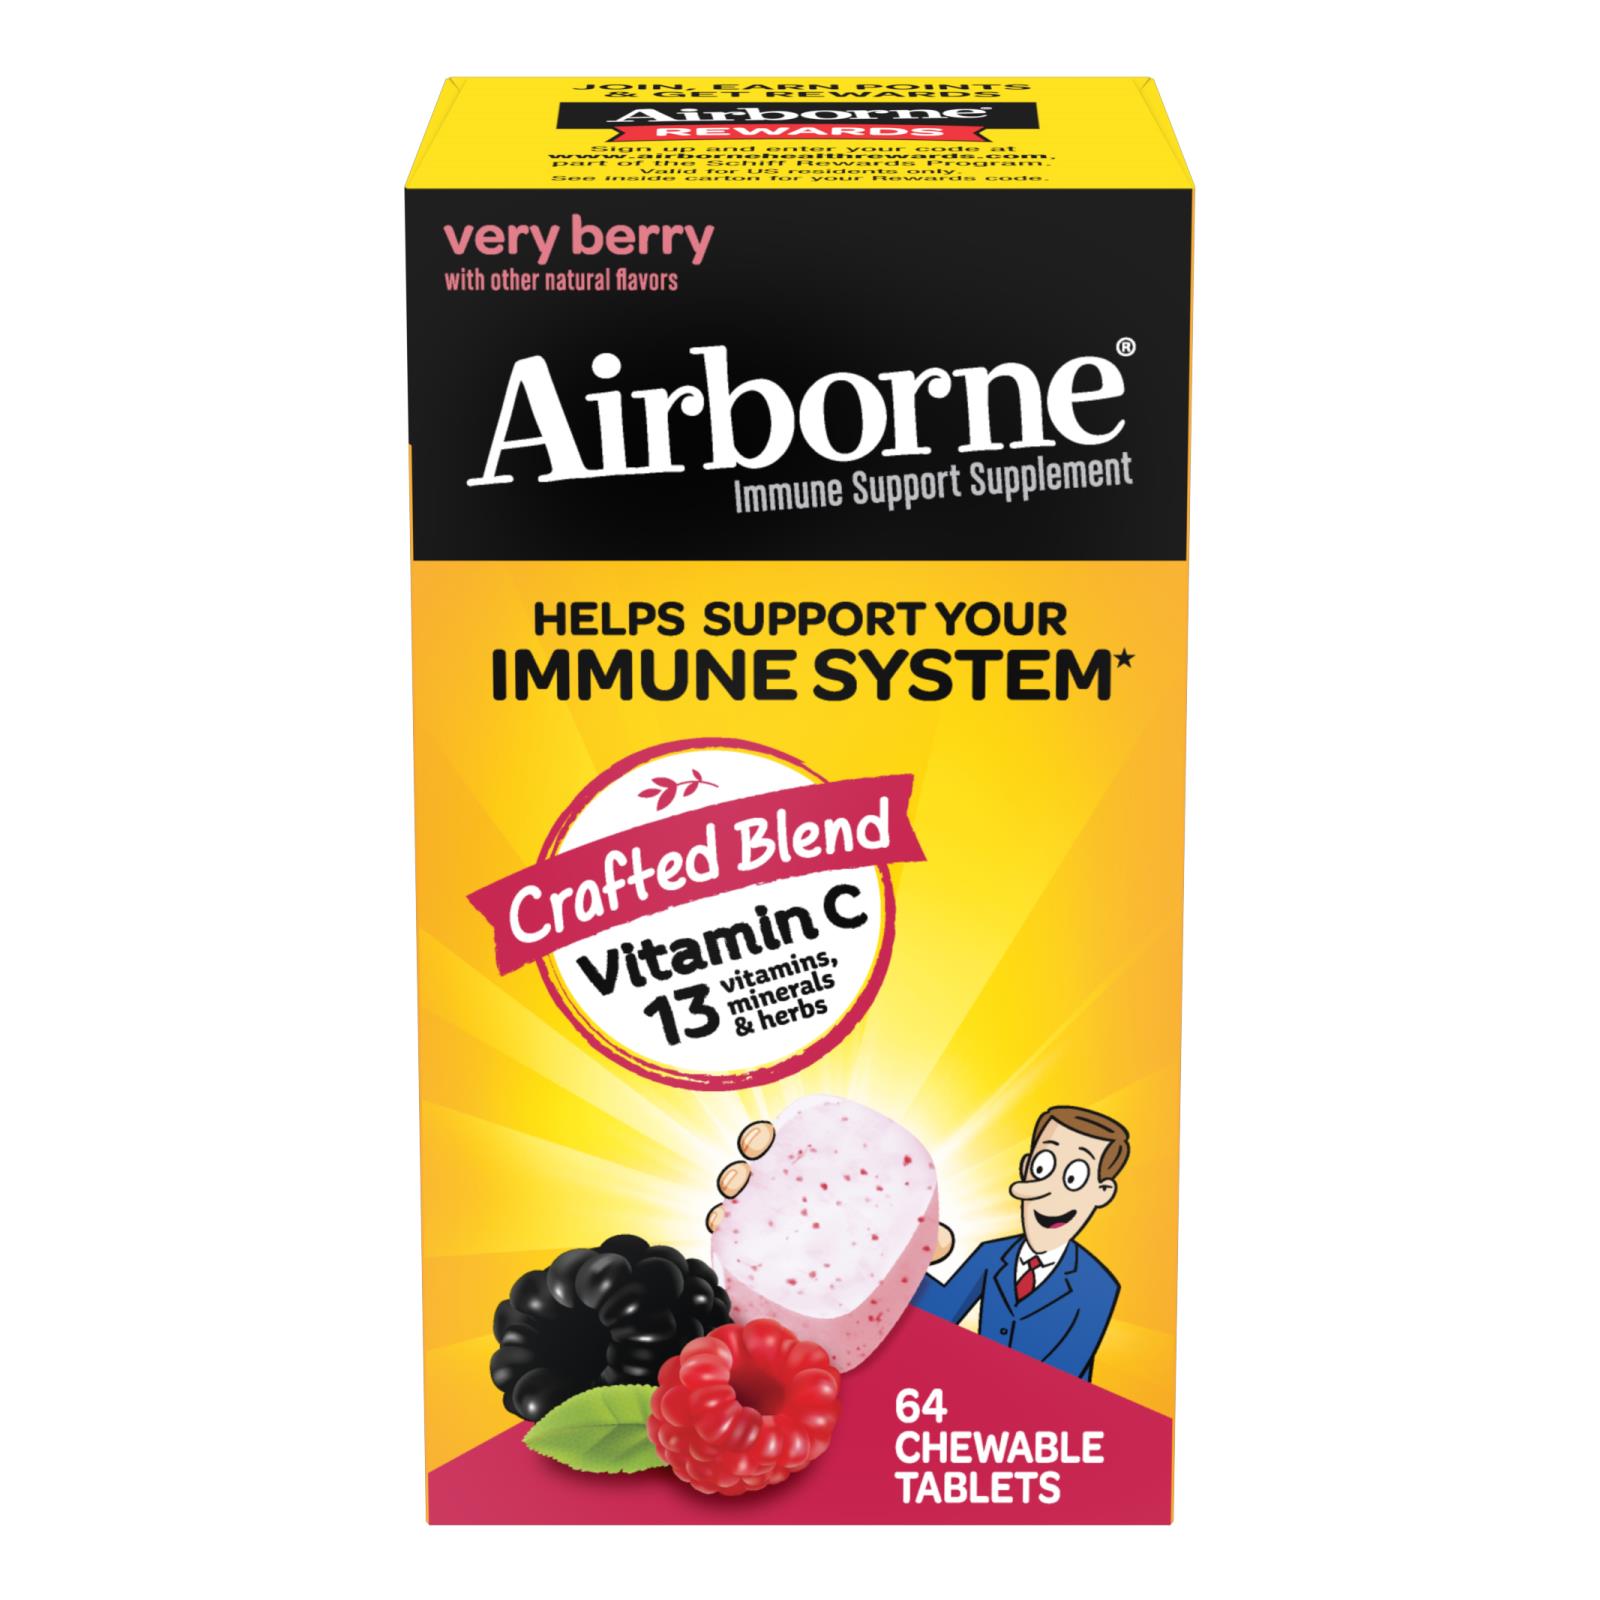 JOIN, EARN POINTS
& GET REWARDS
Airborne®
REWARDS
Sign up and enter your code at
www.airbornehealthrewards.com,
part of the Schiff Rewards Program.
Valid for US residents only.
See inside carton for your Rewards code.
very berry
with other natural flavors
Airborne®
Immune Support Supplement
HELPS SUPPORT YOUR
IMMUNE SYSTEM★
Crafted Blend
Vitamin C
13 vitamins,
minerals
& herbs
64
CHEWABLE
TABLETS